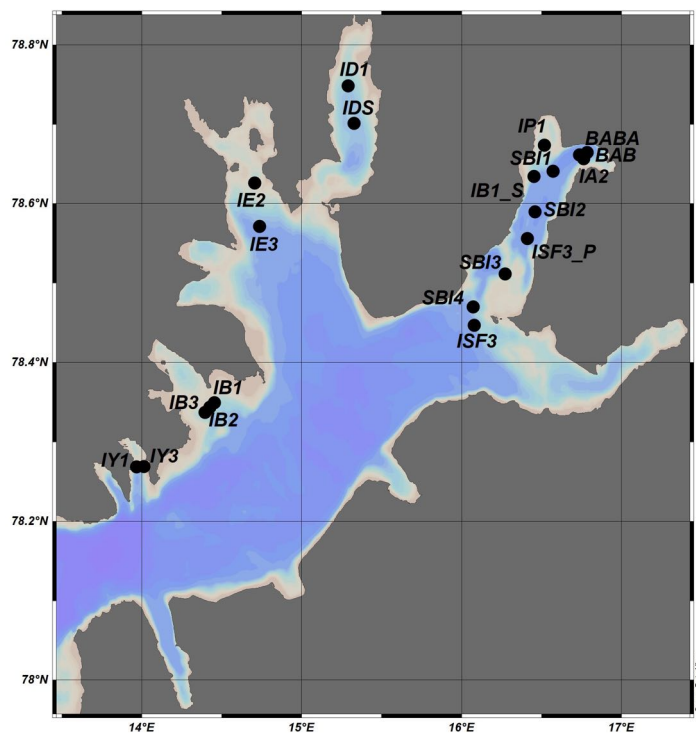 78.8°N
ID1
IDS
IP1
BABA
SBI1
BAB
IA2
78.6°N
IE2
IB1_S
SBI2
IE3
ISF3_P
SBI3
SBI4
ISF3
78.4°N
IB1
IB3
IB2
IY1
IY3
78.2°N
78°N
14°E
15°E
16°E
17°E